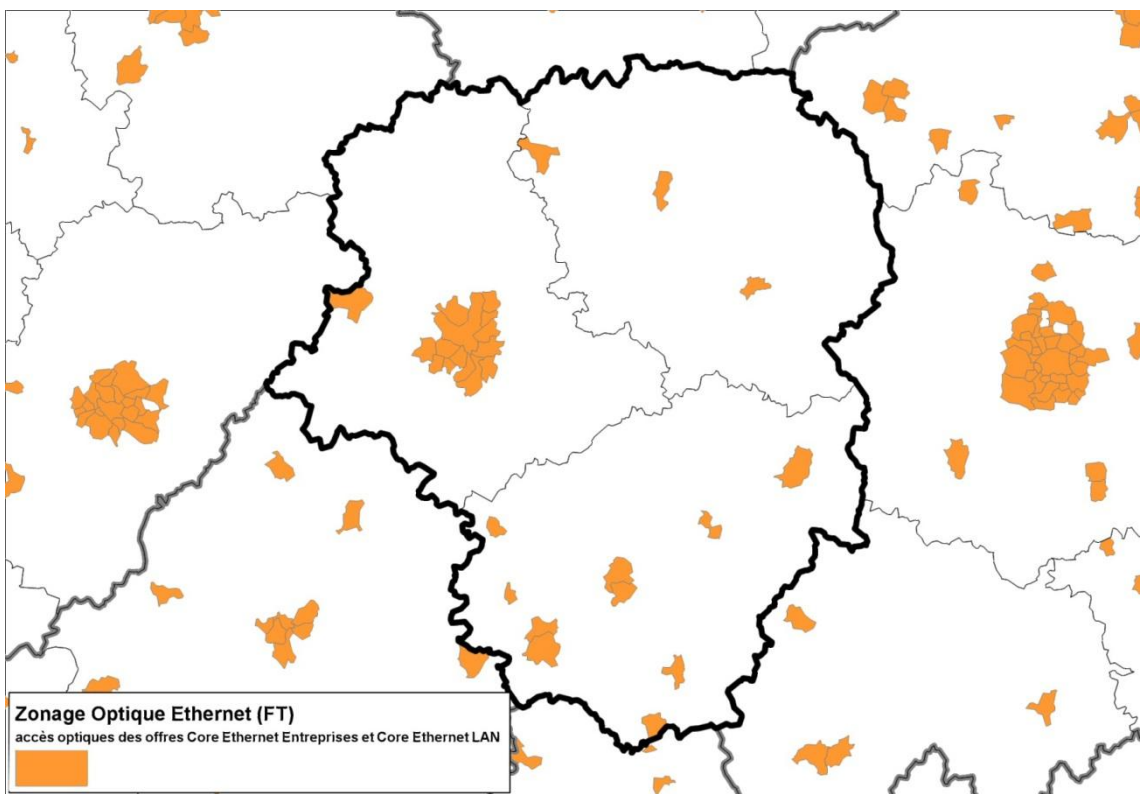 Zonage Optique Ethernet (FT)
accès optiques des offres Core Ethernet Entreprises et Core Ethernet LAN